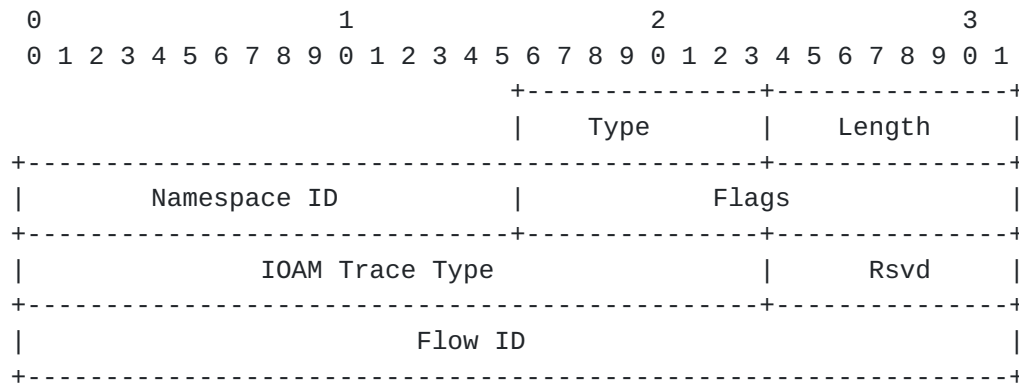 0 1 2 3
0 1 2 3 4 5 6 7 8 9 0 1 2 3 4 5 6 7 8 9 0 1 2 3 4 5 6 7 8 9 0 1
+---------------+---------------+
| Type | Length |
+-----------------------------------------------+---------------+
| Namespace ID | Flags |
+-------------------------------+---------------+---------------+
| IOAM Trace Type | Rsvd |
+-----------------------------------------------+---------------+
| Flow ID |
+---------------------------------------------------------------+